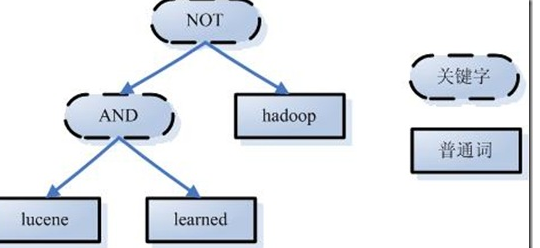 NOT
关键字
AND
hadoop
普通词
lucene
learned